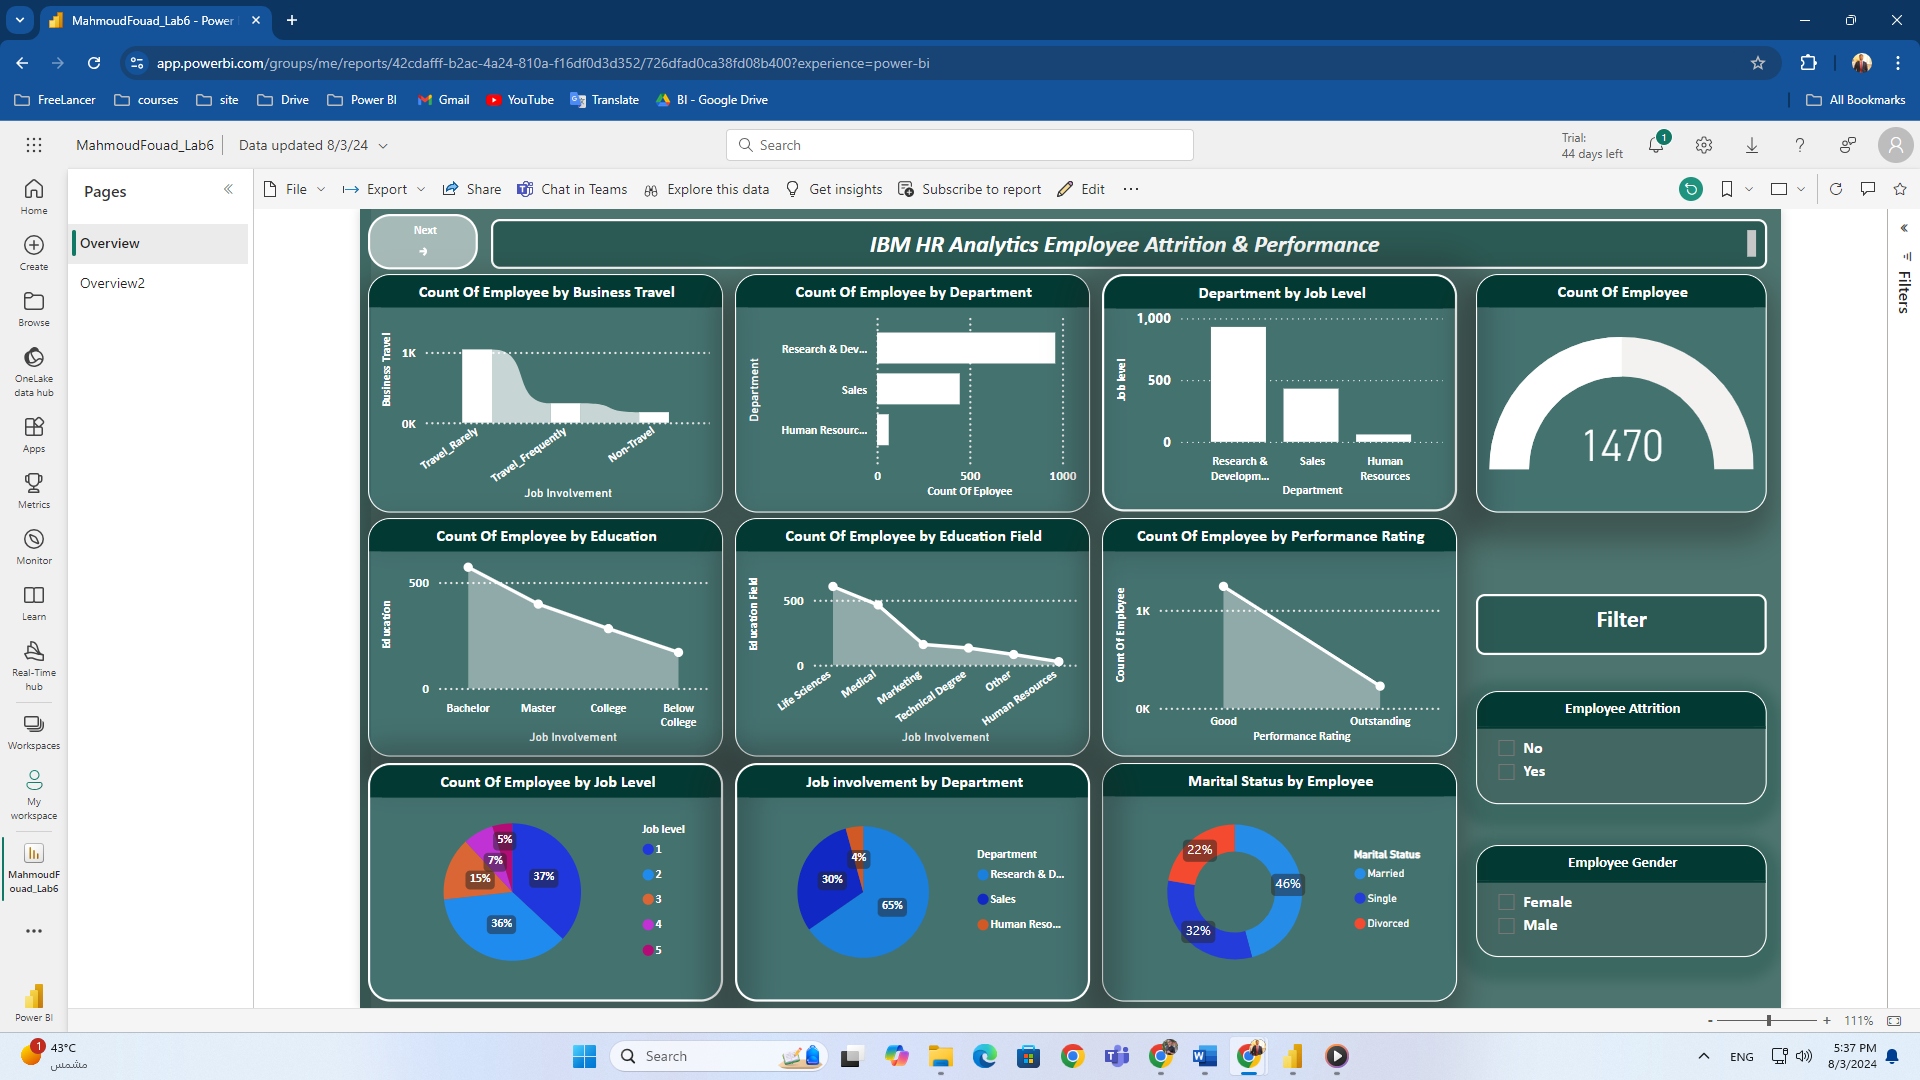 MahmoudFouad_Lab6 - Power
app.powerbi.com/groups/me/reports/42cdafff-b2ac-4a24-810a-f16df0d3d352/726dfad0ca38fd08b400?experience=power-bi
FreeLancer
courses
site
Drive
Power BI
Gmail
YouTube
Translate
BI - Google Drive
All Bookmarks
MahmoudFouad_Lab6
Data updated 8/3/24
Search
Trial:
44 days left
1
Home
Create
Browse
OneLake
data hub
Apps
Metrics
Monitor
Learn
Real-Time
hub
Workspaces
My
workspace
MahmoudF
ouad_Lab6
Power BI
Pages
Overview
Overview2
File
Export
Share
Chat in Teams
Explore this data
Get insights
Subscribe to report
Edit
Filters
Next
IBM HR Analytics Employee Attrition & Performance
Count Of Employee by Business Travel
Business Travel
1K
0K
Travel_Rarely
Travel_Frequently
Non-Travel
Job Involvement
Count Of Employee by Department
Department
Research & Dev...
Sales
Human Resourc...
0
500
1000
Count Of Eployee
Department by Job Level
Job level
1,000
500
0
Research &
Developm...
Sales
Human
Resources
Department
Count Of Employee
1470
Count Of Employee by Education
Education
500
0
Bachelor
Master
College
Below
College
Job Involvement
Count Of Employee by Education Field
Education Field
500
0
Life Sciences
Medical
Marketing
Technical Degree
Other
Human Resources
Job Involvement
Count Of Employee by Performance Rating
Count Of Employee
1K
0K
Good
Outstanding
Performance Rating
Filter
Employee Attrition
No
Yes
Count Of Employee by Job Level
5%
7%
15%
37%
36%
Job level
1
2
3
4
5
Job involvement by Department
4%
30%
65%
Department
Research & D...
Sales
Human Reso...
Marital Status by Employee
22%
46%
32%
Marital Status
Married
Single
Divorced
Employee Gender
Female
Male
111%
1
43°C
مشمس
Search
ENG
5:37 PM
8/3/2024